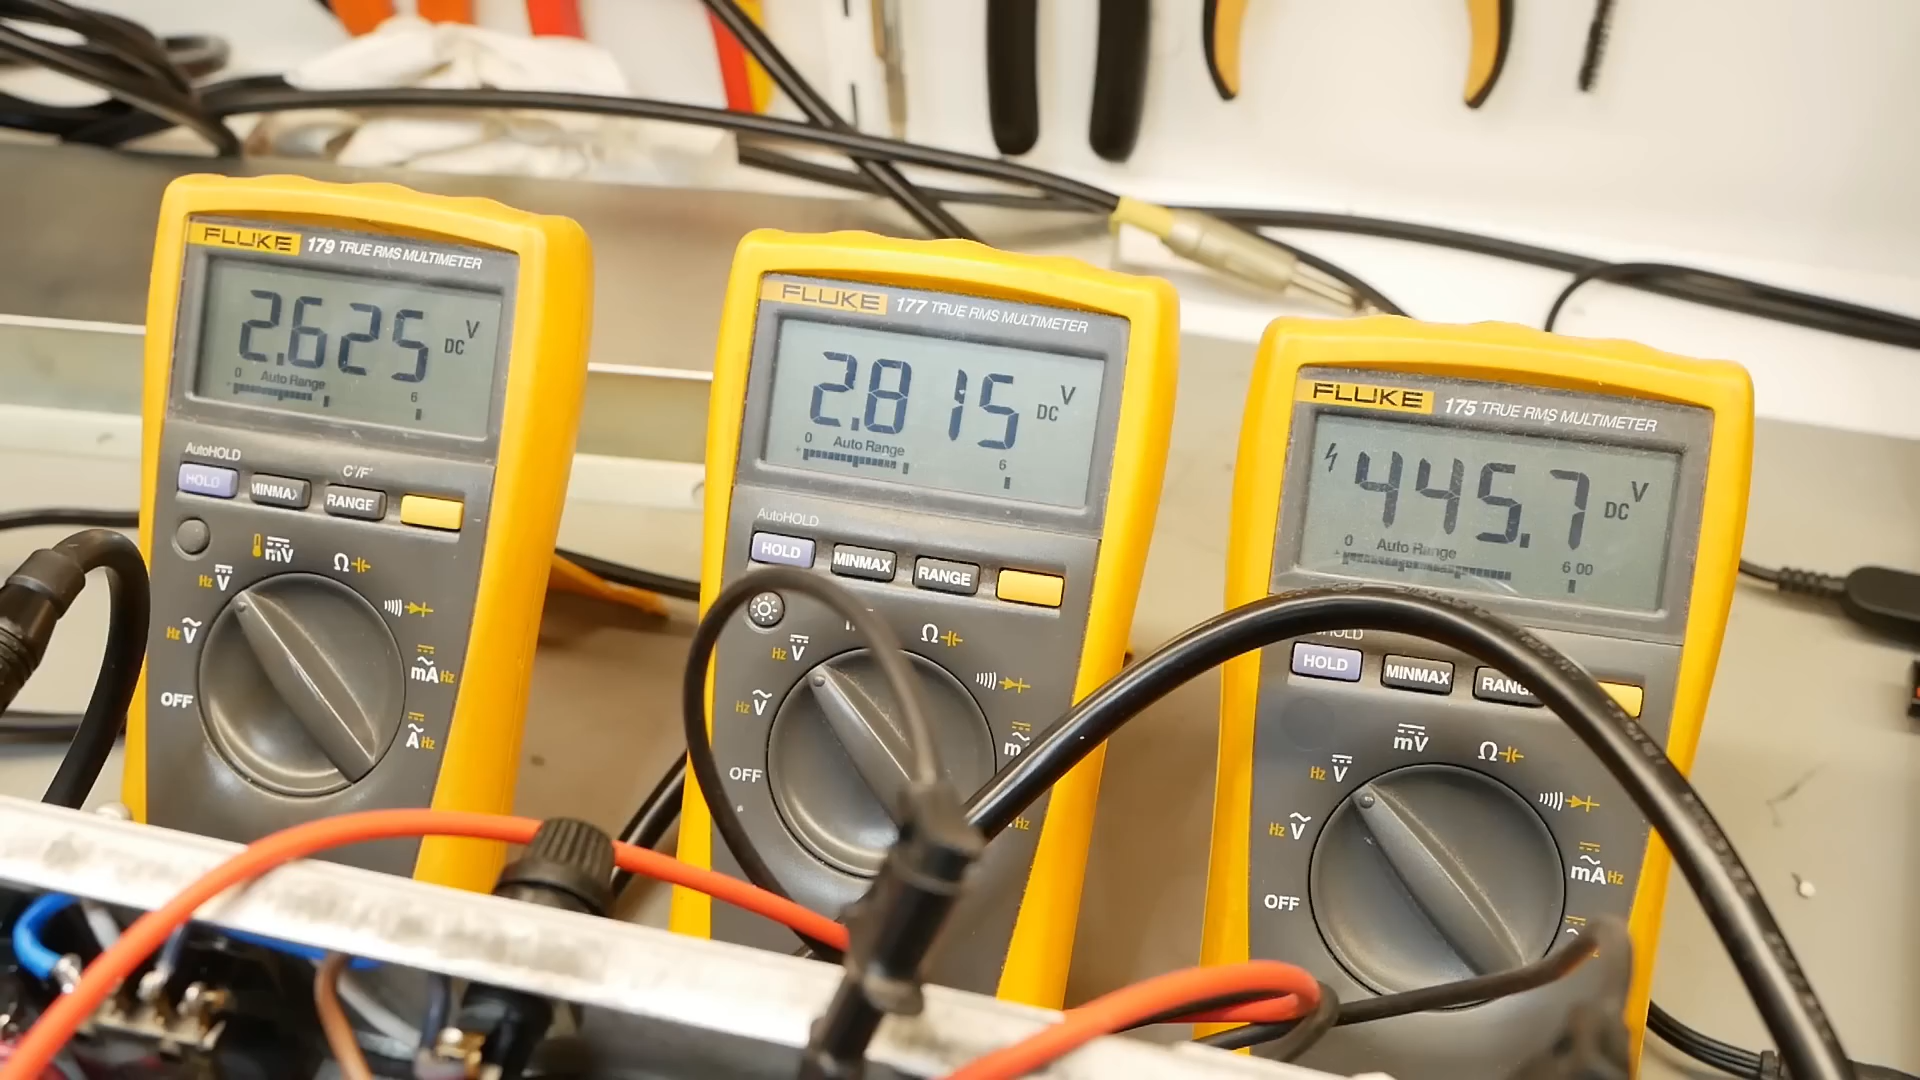 FLUKE 179 TRUE RMS MULTIMETER
2.625 V DC
0 Auto Range 6
AutoHOLD
C°/F°
HOLD MINMAX RANGE
mV
Hz V
Ω
Hz V
mA Hz
OFF
A Hz
FLUKE 177 TRUE RMS MULTIMETER
2.815 V DC
0 Auto Range 6
AutoHOLD
HOLD MINMAX RANGE
Hz V
Ω
Hz V
OFF
Hz
FLUKE 175 TRUE RMS MULTIMETER
445.7 V DC
0 Auto Range 600
HOLD MINMAX
mV
Ω
Hz V
Hz V
mA Hz
OFF